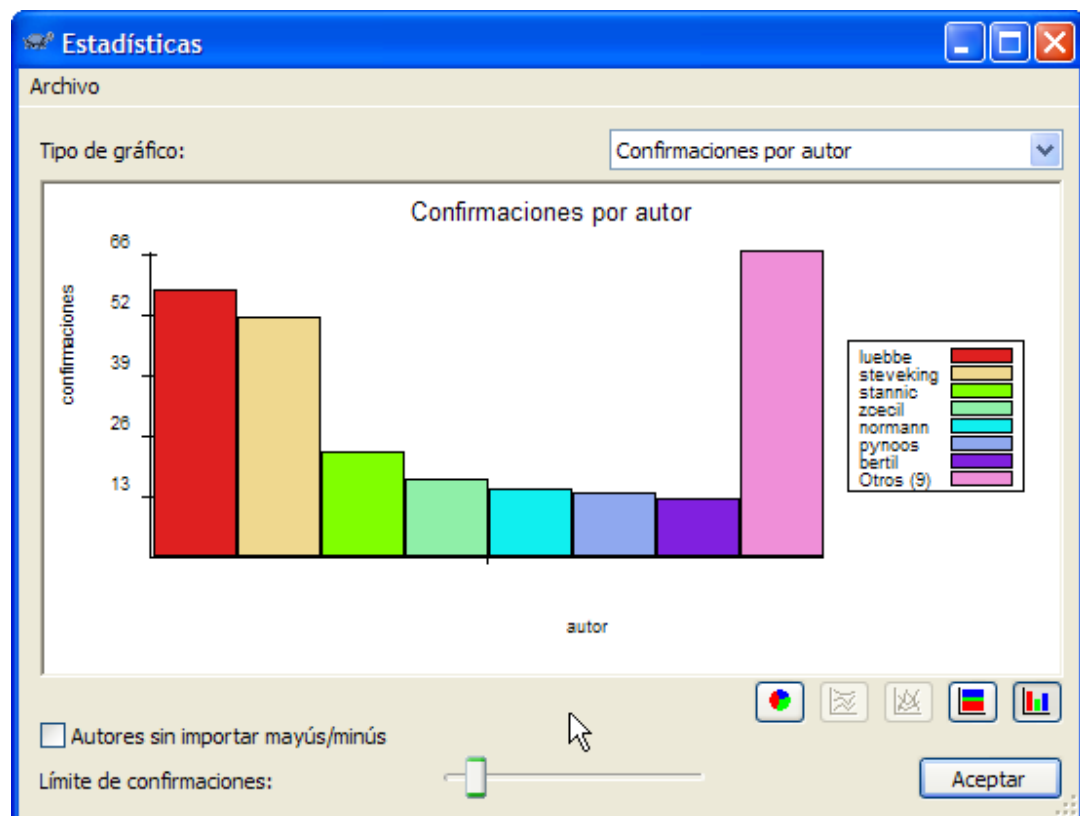 Estadísticas
Archivo
Tipo de gráfico:
Confirmaciones por autor
Confirmaciones por autor
confirmaciones
66
52
39
26
13
autor
luebbe
steveking
stannic
zcecil
normann
pynoos
bertil
Otros (9)
Autores sin importar mayús/minús
Límite de confirmaciones:
Aceptar